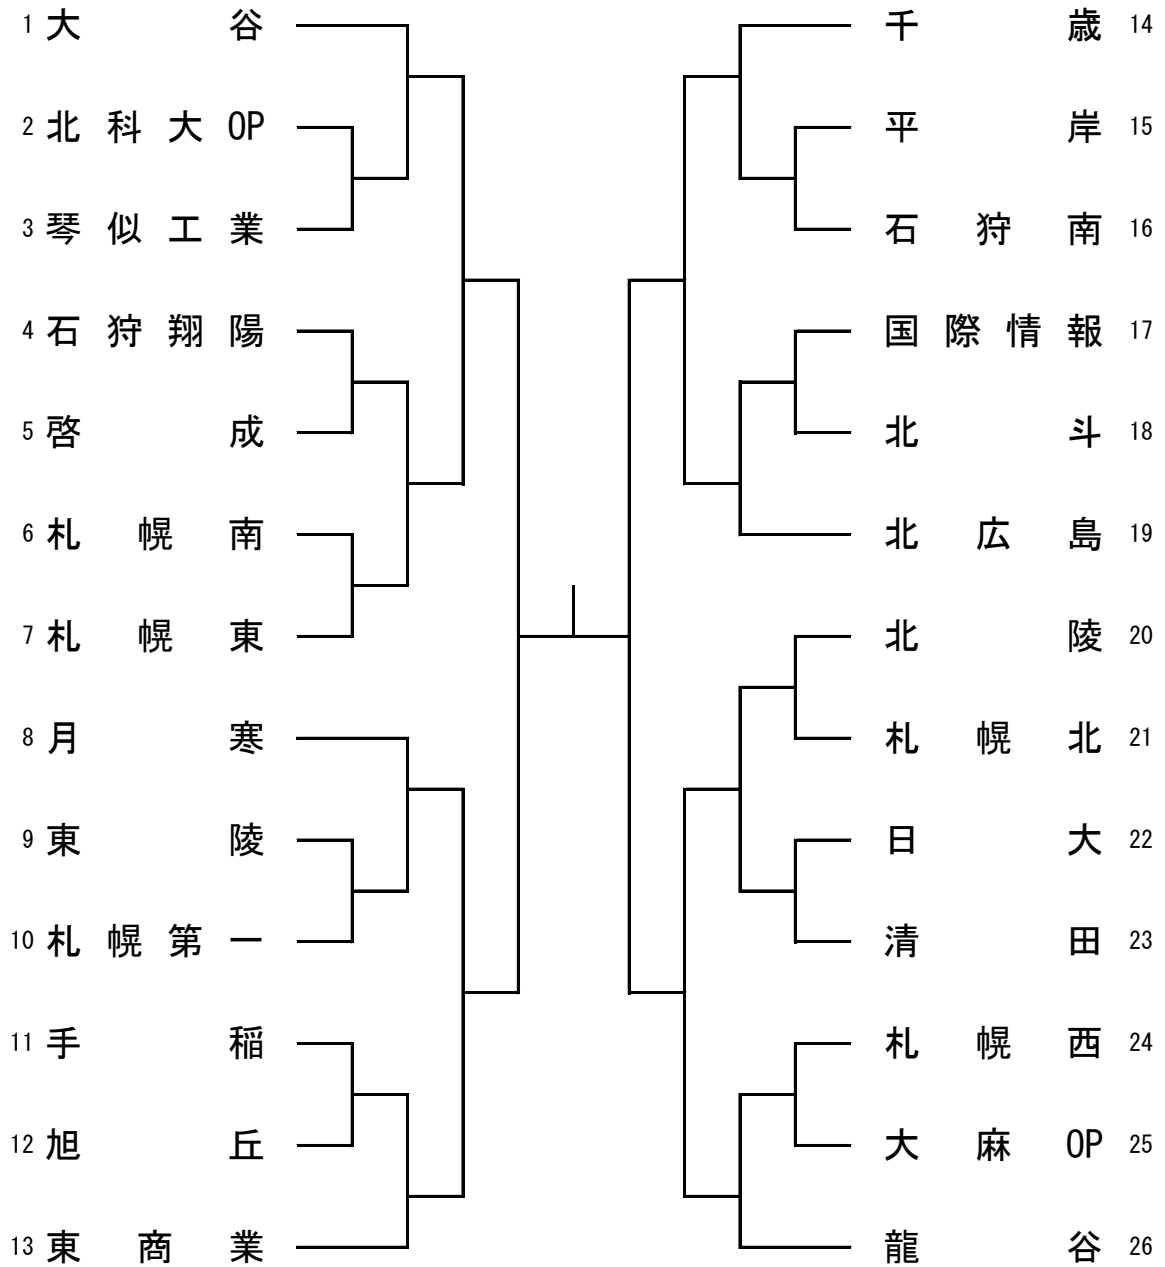 1 大谷
2 北科大OP
3 琴似工業
4 石狩翔陽
5 啓成
6 札幌南
7 札幌東
8 月寒
9 東陵
10 札幌第一
11 手稲
12 旭丘
13 東商業
千歳 14
平岸 15
石狩南 16
国際情報 17
北斗 18
北広島 19
北陵 20
札幌北 21
日大 22
清田 23
札幌西 24
大麻OP 25
龍谷 26